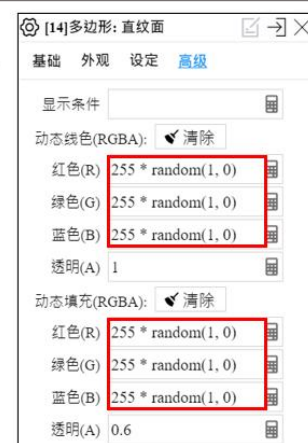 [14]多边形: 直纹面
基础 外观 设定 高级
显示条件
动态线色(RGBA): 清除
红色(R) 255 * random(1, 0)
绿色(G) 255 * random(1, 0)
蓝色(B) 255 * random(1, 0)
透明(A) 1
动态填充(RGBA): 清除
红色(R) 255 * random(1, 0)
绿色(G) 255 * random(1, 0)
蓝色(B) 255 * random(1, 0)
透明(A) 0.6